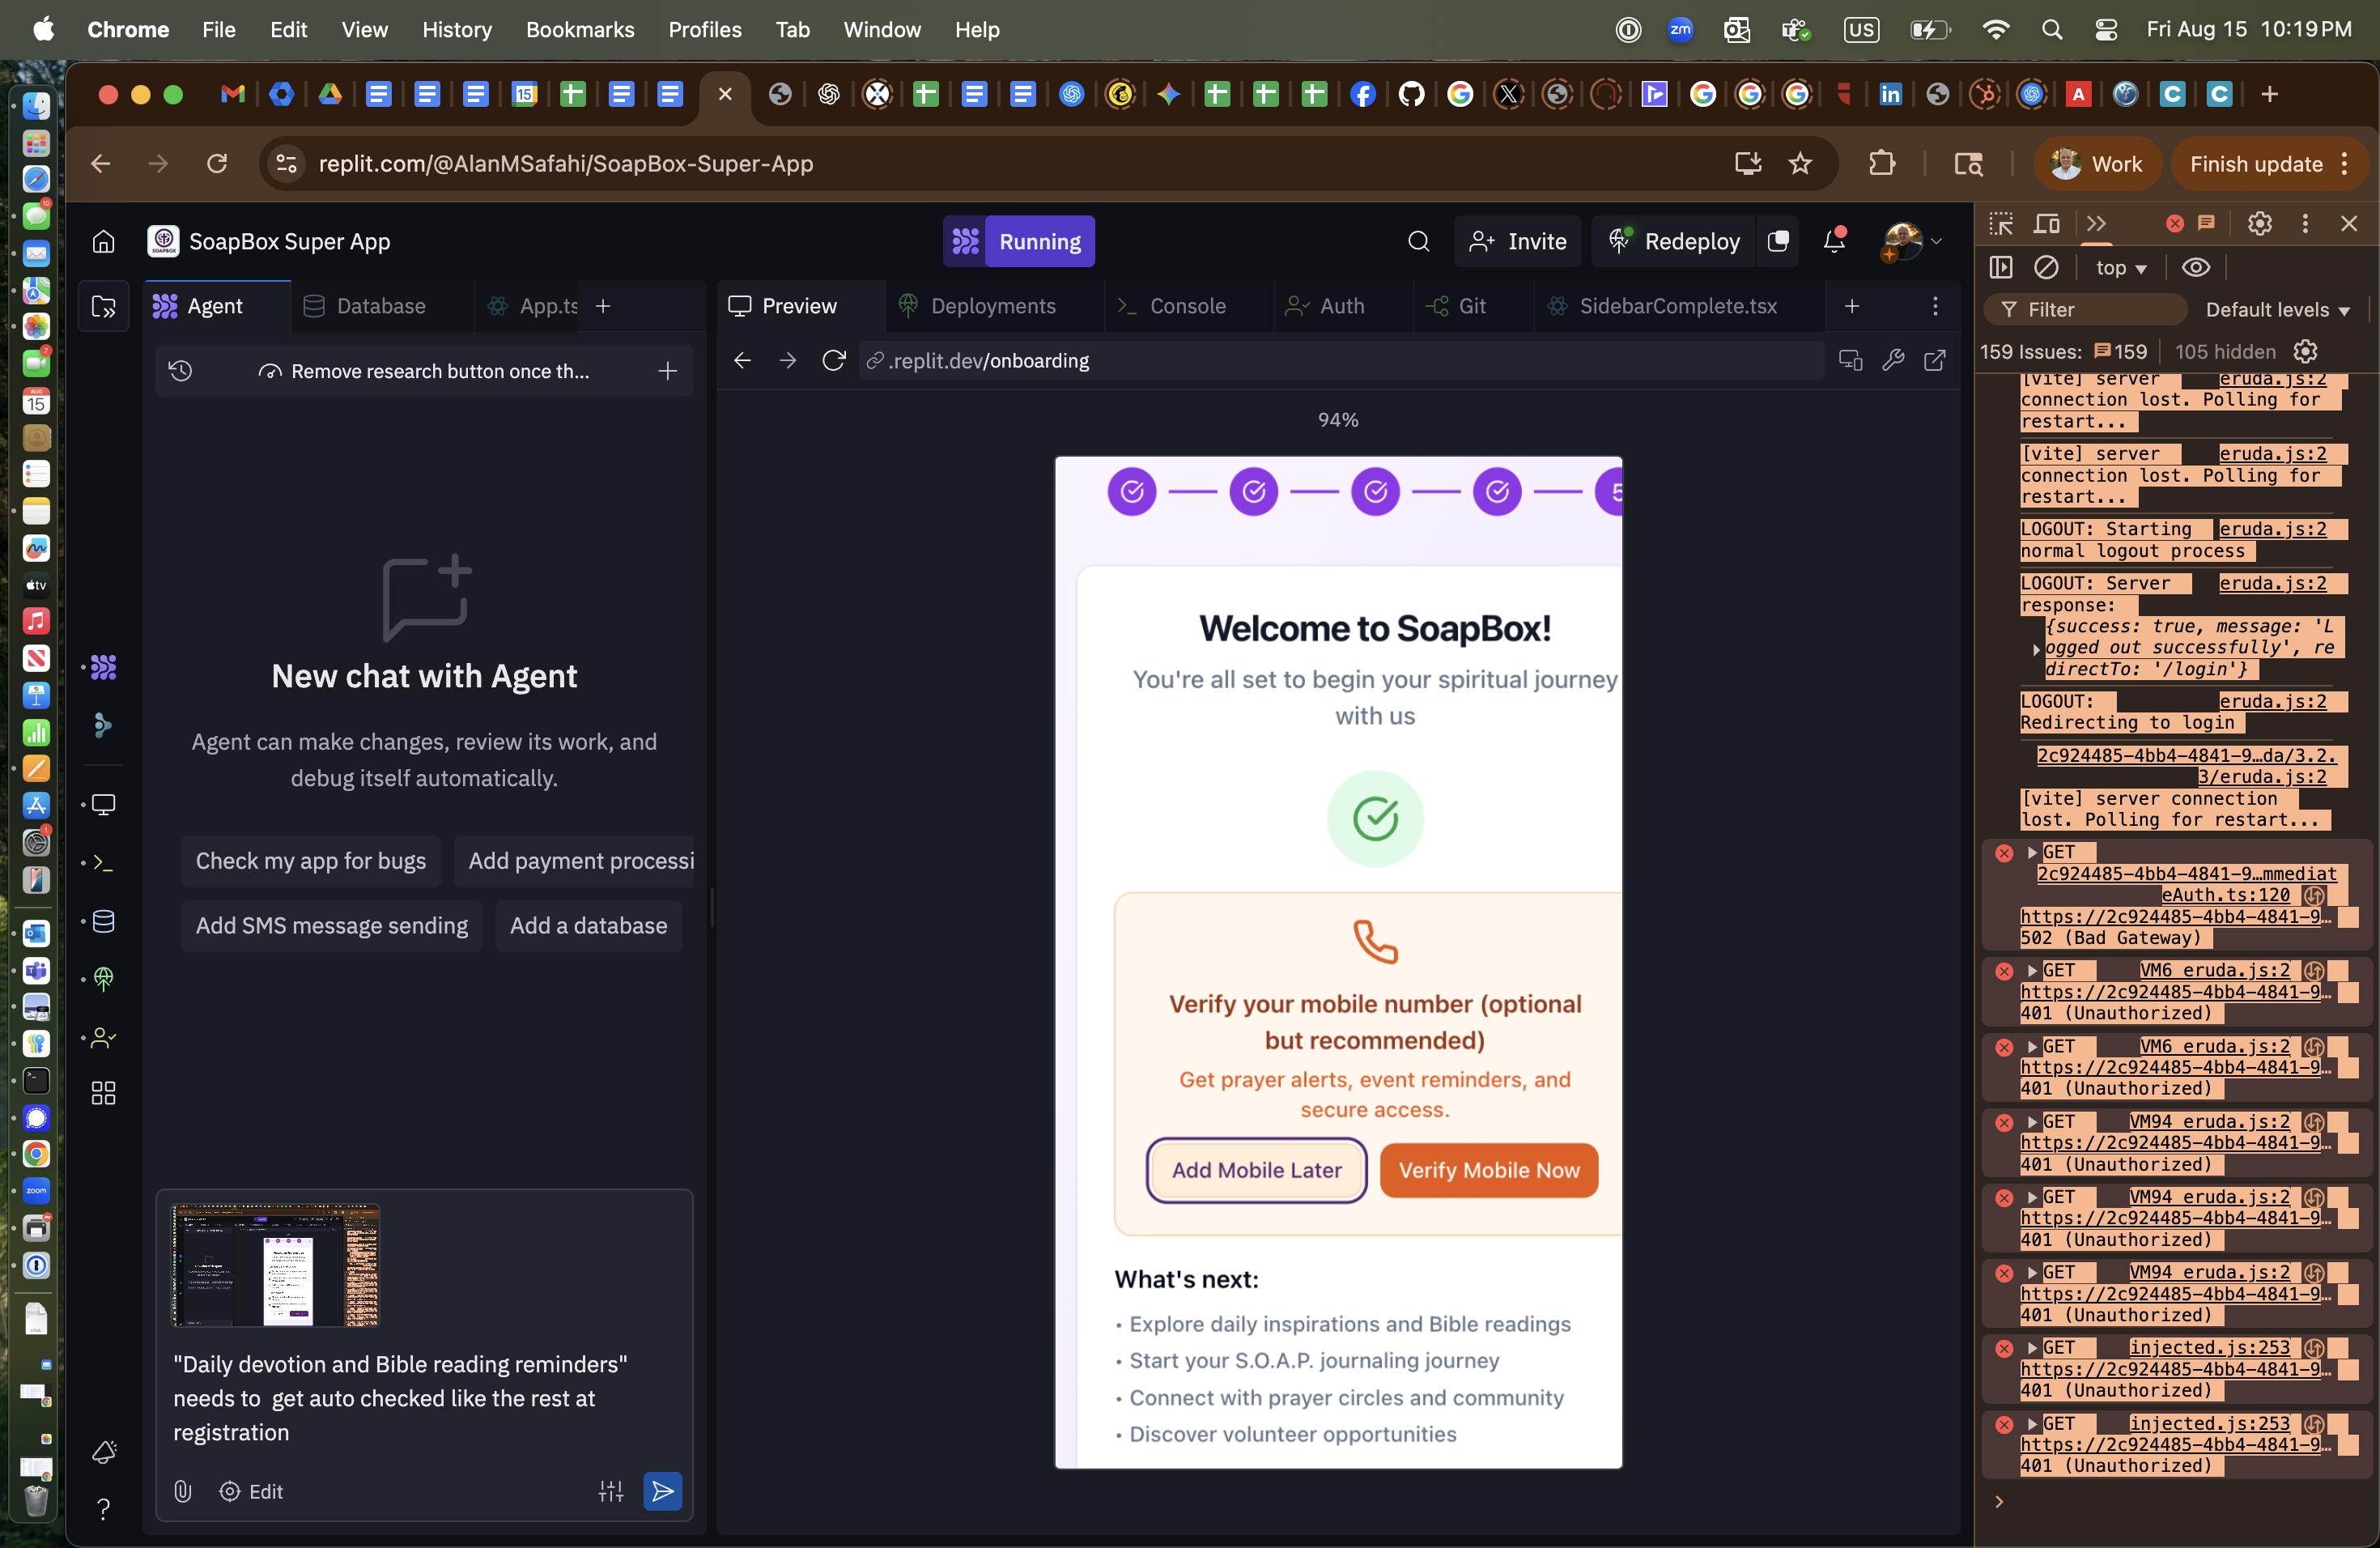 Chrome File Edit View History Bookmarks Profiles Tab Window Help
zm US Fri Aug 15 10:19 PM
replit.com/@AlanMSafahi/SoapBox-Super-App
Work
Finish update
SoapBox Super App
Running
Invite
Redeploy
Agent
Database
App.ts
Remove research button once th...
New chat with Agent
Agent can make changes, review its work, and
debug itself automatically.
Check my app for bugs
Add payment processi
Add SMS message sending
Add a database
"Daily devotion and Bible reading reminders"
needs to get auto checked like the rest at
registration
Edit
Preview
Deployments
Console
Auth
Git
SidebarComplete.tsx
.replit.dev/onboarding
94%
5
Welcome to SoapBox!
You're all set to begin your spiritual journey
with us
Verify your mobile number (optional
but recommended)
Get prayer alerts, event reminders, and
secure access.
Add Mobile Later
Verify Mobile Now
What's next:
• Explore daily inspirations and Bible readings
• Start your S.O.A.P. journaling journey
• Connect with prayer circles and community
• Discover volunteer opportunities
top
Filter
Default levels
159 Issues: 159
105 hidden
[vite] server eruda.js:2
connection lost. Polling for
restart...
[vite] server eruda.js:2
connection lost. Polling for
restart...
LOGOUT: Starting eruda.js:2
normal logout process
LOGOUT: Server eruda.js:2
response:
{success: true, message: 'L
ogged out successfully', re
directTo: '/login'}
LOGOUT: eruda.js:2
Redirecting to login
2c924485-4bb4-4841-9…da/3.2.
3/eruda.js:2
[vite] server connection
lost. Polling for restart...
GET
2c924485-4bb4-4841-9…mmediat
eAuth.ts:120
https://2c924485-4bb4-4841-9…
502 (Bad Gateway)
GET VM6 eruda.js:2
https://2c924485-4bb4-4841-9…
401 (Unauthorized)
GET VM6 eruda.js:2
https://2c924485-4bb4-4841-9…
401 (Unauthorized)
GET VM94 eruda.js:2
https://2c924485-4bb4-4841-9…
401 (Unauthorized)
GET VM94 eruda.js:2
https://2c924485-4bb4-4841-9…
401 (Unauthorized)
GET VM94 eruda.js:2
https://2c924485-4bb4-4841-9…
401 (Unauthorized)
GET injected.js:253
https://2c924485-4bb4-4841-9…
401 (Unauthorized)
GET injected.js:253
https://2c924485-4bb4-4841-9…
401 (Unauthorized)